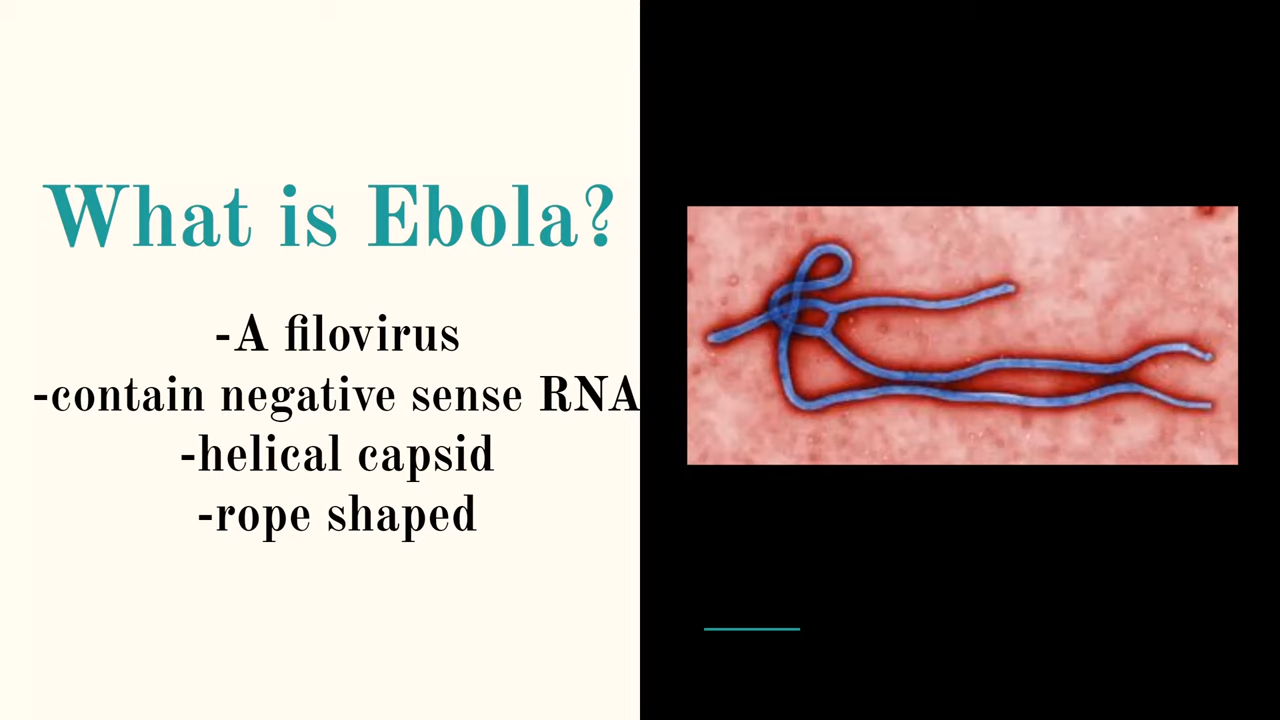 What is Ebola?
-A filovirus
-contain negative sense RNA
-helical capsid
-rope shaped